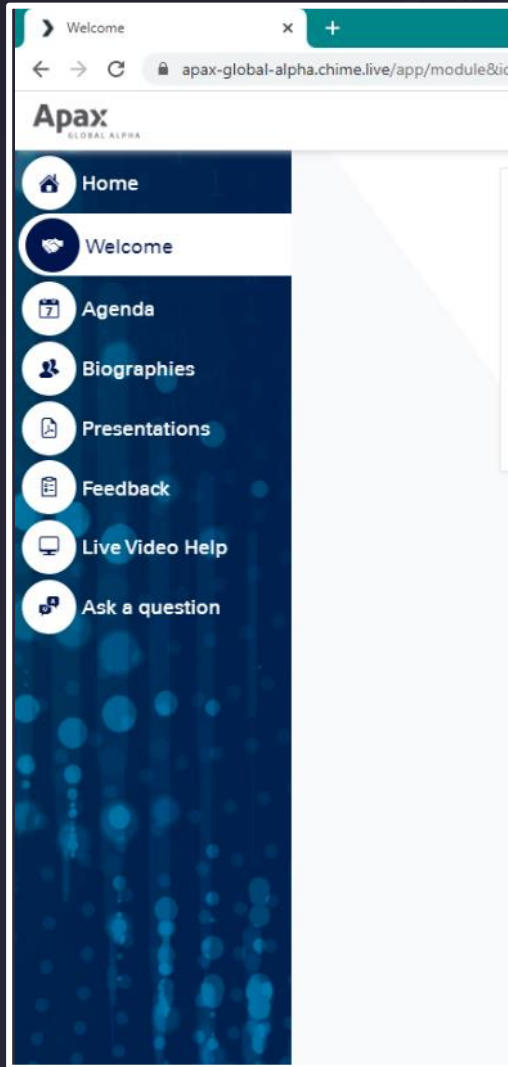 Welcome
apax-global-alpha.chime.live/app/module&
Apax
GLOBAL ALPHA
Home
Welcome
7
Agenda
Biographies
Presentations
Feedback
Live Video Help
Ask a question